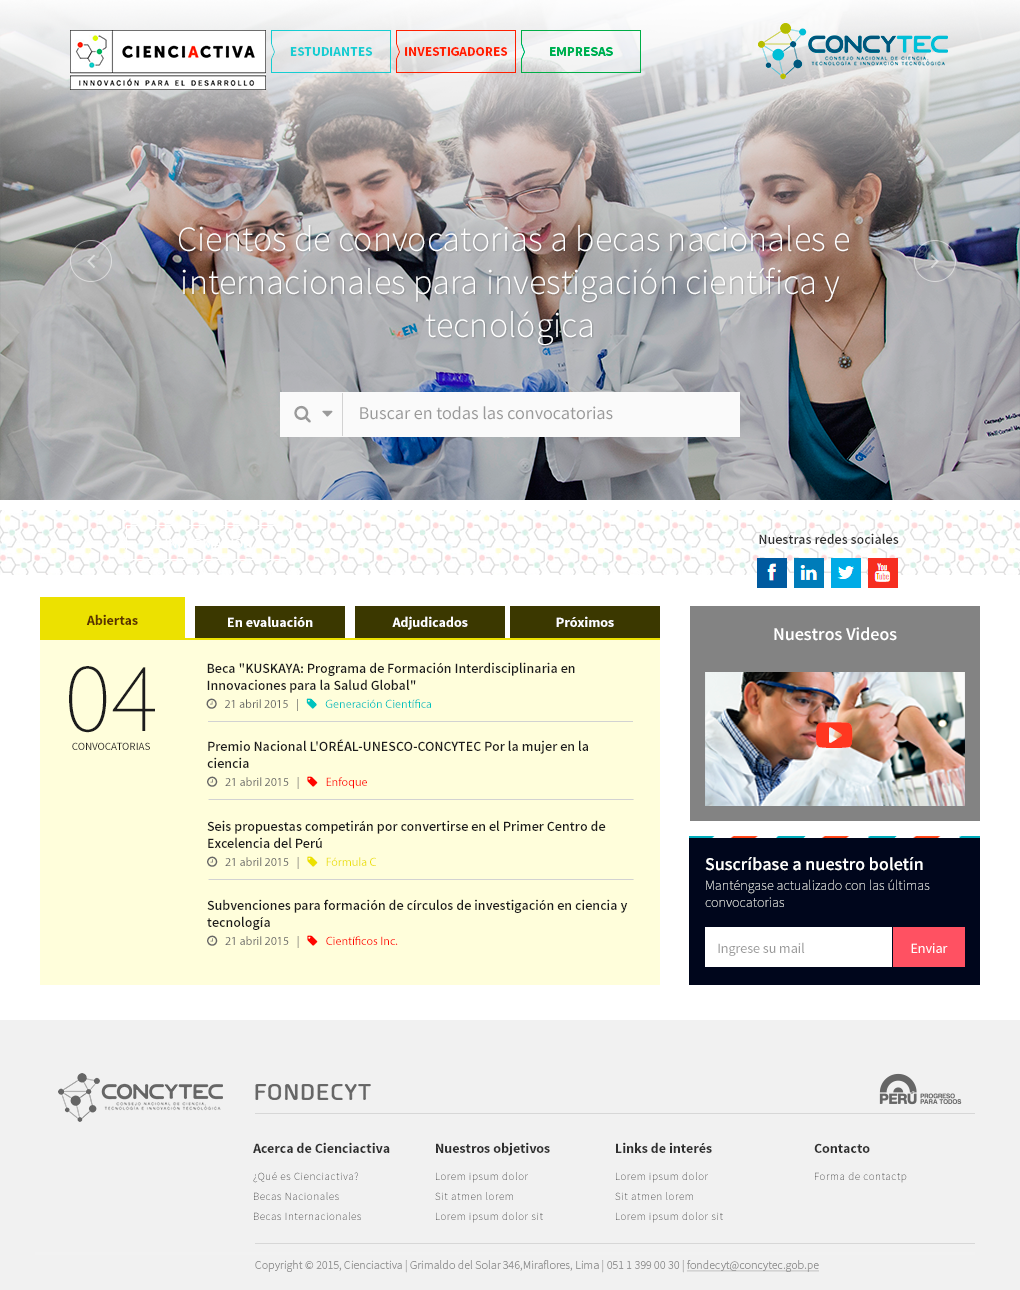 CIENCIACTIVA
INNOVACIÓN PARA EL DESARROLLO
ESTUDIANTES
INVESTIGADORES
EMPRESAS
CONCYTEC
CONSEJO NACIONAL DE CIENCIA,
TECNOLOGÍA E INNOVACIÓN TECNOLÓGICA
Cientos de convocatorias a becas nacionales e
internacionales para investigación científica y
tecnológica
EN
Buscar en todas las convocatorias
Carnegie Mellon
Weill Cornell
Nuestras redes sociales
f
in
You
Tube
Abiertas
En evaluación
Adjudicados
Próximos
04
CONVOCATORIAS
Beca "KUSKAYA: Programa de Formación Interdisciplinaria en
Innovaciones para la Salud Global"
21 abril 2015 | Generación Científica
Premio Nacional L'ORÉAL-UNESCO-CONCYTEC Por la mujer en la
ciencia
21 abril 2015 | Enfoque
Seis propuestas competirán por convertirse en el Primer Centro de
Excelencia del Perú
21 abril 2015 | Fórmula C
Subvenciones para formación de círculos de investigación en ciencia y
tecnología
21 abril 2015 | Científicos Inc.
Nuestros Videos
Suscríbase a nuestro boletín
Manténgase actualizado con las últimas
convocatorias
Ingrese su mail
Enviar
CONCYTEC
CONSEJO NACIONAL DE CIENCIA,
TECNOLOGÍA E INNOVACIÓN TECNOLÓGICA
FONDECYT
PERÚ
PROGRESO
PARA TODOS
Acerca de Cienciactiva
¿Qué es Cienciactiva?
Becas Nacionales
Becas Internacionales
Nuestros objetivos
Lorem ipsum dolor
Sit atmen lorem
Lorem ipsum dolor sit
Links de interés
Lorem ipsum dolor
Sit atmen lorem
Lorem ipsum dolor sit
Contacto
Forma de contactp
Copyright © 2015, Cienciactiva | Grimaldo del Solar 346,Miraflores, Lima | 051 1 399 00 30 | fondecyt@concytec.gob.pe